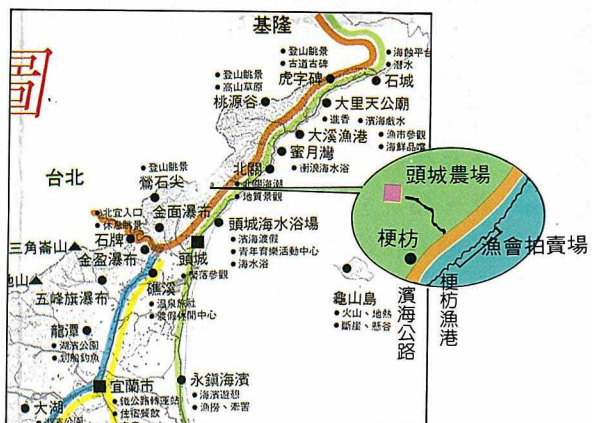 圖
基隆
登山眺景
古道古碑
虎字碑
海蝕平台
潛水
石城
登山眺景
高山草原
桃源谷
大里天公廟
進香
濱海戲水
大溪漁港
漁市參觀
海鮮品嚐
蜜月灣
衝浪海水浴
北關
北關海潮
地質景觀
台北
登山眺景
鶯石尖
北宜入口
休息眺景
金面瀑布
石牌
金盈瀑布
三角崙山
頭城海水浴場
濱海渡假
青年育樂活動中心
海水浴
頭城
聚落參觀
五峰旗瀑布
礁溪
溫泉旅社
渡假休閒中心
龍潭
湖濱公園
划船釣魚
龜山島
火山、地熱
斷崖、懸谷
宜蘭市
鐵公路轉運站
住宿餐飲
永鎮海濱
海濱遊憩
漁撈、牽罟
大湖
頭城農場
梗枋
漁會拍賣場
濱海公路
梗枋漁港